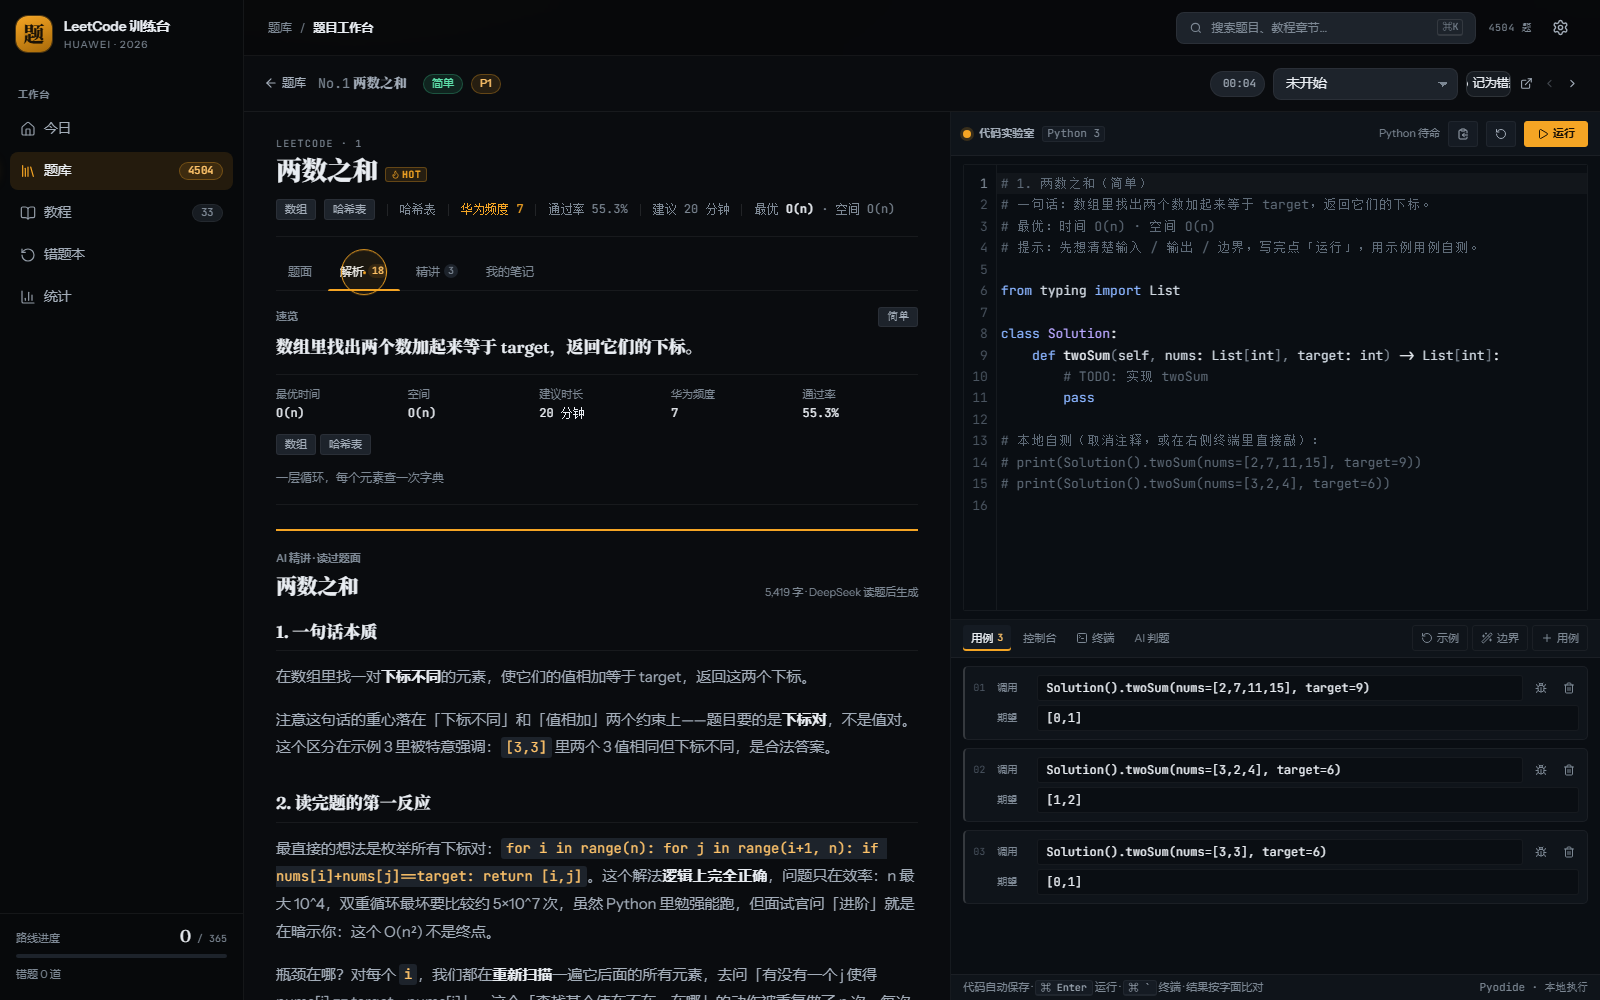 题
LeetCode 训练台
HUAWEI · 2026
工作台
今日
题库 4504
教程 33
错题本
统计
路线进度 0 / 365
错题 0 道
题库 / 题目工作台
搜索题目、教程章节... ⌘K
4504 题
题库 No.1 两数之和 简单 P1
00:04 未开始 记为错
LEETCODE · 1
两数之和 HOT
数组 哈希表 哈希表 华为频度 7 通过率 55.3% 建议 20 分钟 最优 O(n) · 空间 O(n)
题面 解析 18 精讲 3 我的笔记
速览 简单
数组里找出两个数加起来等于 target，返回它们的下标。
最优时间 空间 建议时长 华为频度 通过率
O(n) O(n) 20 分钟 7 55.3%
数组 哈希表
一层循环，每个元素查一次字典
AI 精讲 · 读过题面
两数之和
5,419 字 · DeepSeek 读题后生成
1. 一句话本质
在数组里找一对下标不同的元素，使它们的值相加等于 target，返回这两个下标。
注意这句话的重心落在「下标不同」和「值相加」两个约束上——题目要的是下标对，不是值对。
这个区分在示例 3 里被特意强调：[3,3] 里两个 3 值相同但下标不同，是合法答案。
2. 读完题的第一反应
最直接的想法是枚举所有下标对：for i in range(n): for j in range(i+1, n): if
nums[i]+nums[j]==target: return [i,j]。这个解法逻辑上完全正确，问题只在效率：n 最
大 10^4，双重循环最坏要比较约 5×10^7 次，虽然 Python 里勉强能跑，但面试官问「进阶」就是
在暗示你：这个 O(n²) 不是终点。
瓶颈在哪？对每个 i，我们都在重新扫描一遍它后面的所有元素，去问「有没有一个 j 使得
代码实验室 Python 3 Python 待命 运行
1 # 1. 两数之和（简单）
2 # 一句话：数组里找出两个数加起来等于 target，返回它们的下标。
3 # 最优：时间 O(n) · 空间 O(n)
4 # 提示：先想清楚输入 / 输出 / 边界，写完点「运行」，用示例用例自测。
5
6 from typing import List
7
8 class Solution:
9     def twoSum(self, nums: List[int], target: int) -> List[int]:
10         # TODO: 实现 twoSum
11         pass
12
13 # 本地自测（取消注释，或在右侧终端里直接敲）：
14 # print(Solution().twoSum(nums=[2,7,11,15], target=9))
15 # print(Solution().twoSum(nums=[3,2,4], target=6))
16
用例 3 控制台 终端 AI 判题 示例 边界 用例
01 调用 Solution().twoSum(nums=[2,7,11,15], target=9)
期望 [0,1]
02 调用 Solution().twoSum(nums=[3,2,4], target=6)
期望 [1,2]
03 调用 Solution().twoSum(nums=[3,3], target=6)
期望 [0,1]
代码自动保存 · ⌘ Enter 运行 · ⌘ ` 终端 · 结果按字面比对 Pyodide · 本地执行